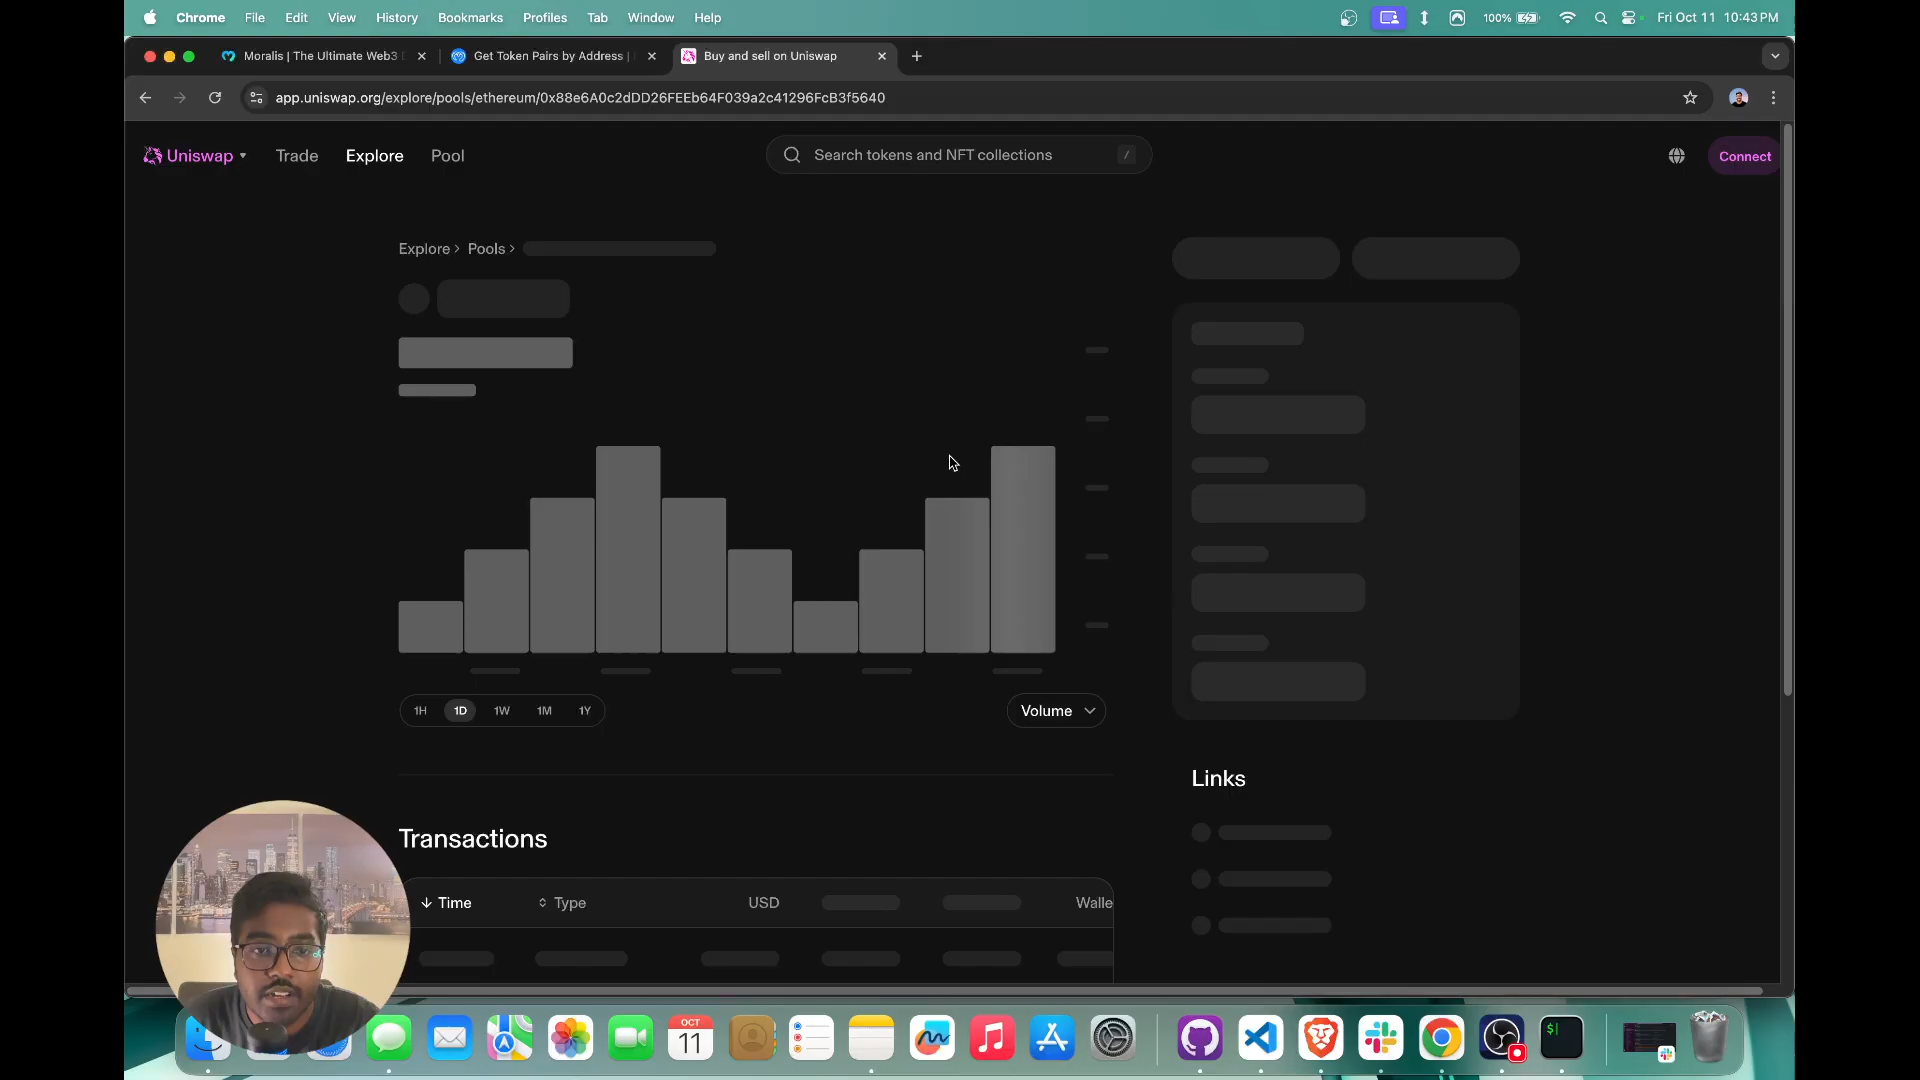 Chrome File Edit View History Bookmarks Profiles Tab Window Help 100% Fri Oct 11 10:43 PM
Moralis | The Ultimate Web3 Get Token Pairs by Address | Buy and sell on Uniswap
app.uniswap.org/explore/pools/ethereum/0x88e6A0c2dDD26FEEb64F039a2c41296FcB3f5640
Uniswap Trade Explore Pool Search tokens and NFT collections / Connect
Explore > Pools >
1H 1D 1W 1M 1Y Volume
Links
Transactions
Time Type USD Walle
OCT
11
$